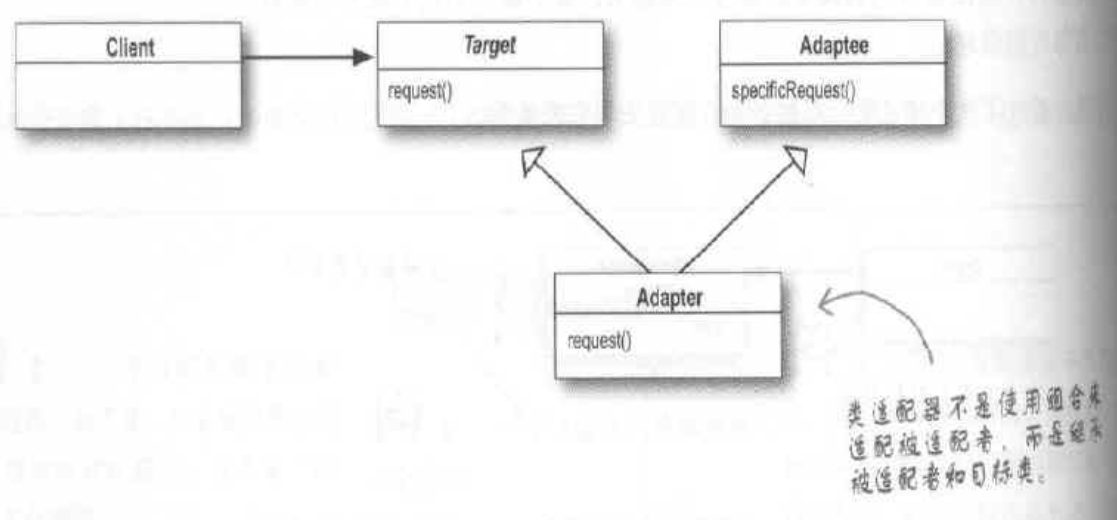 Client
Target
Adaptee
request()
specificRequest()
Adapter
request()
类适配器不是使用组合来
适配被适配者，而是继承
被适配者和目标类。